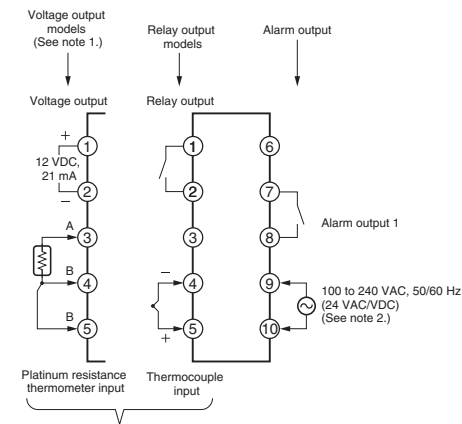 Voltage output
models
(See note 1.)
Relay output
models
Alarm output
Voltage output
Relay output
+
1
12 VDC,
21 mA
2
−
A
3
B
4
B
5
1
2
3
−
4
5
+
6
7
8
Alarm output 1
9
10
100 to 240 VAC, 50/60 Hz
(24 VAC/VDC)
(See note 2.)
Platinum resistance
thermometer input
Thermocouple
input